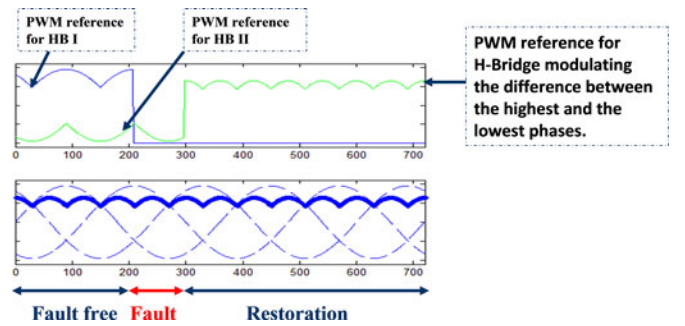 PWM reference
for HB I
PWM reference
for HB II
PWM reference for
H-Bridge modulating
the difference between
the highest and the
lowest phases.
0 100 200 300 400 500 600 700
0 100 200 300 400 500 600 700
Fault free Fault Restoration